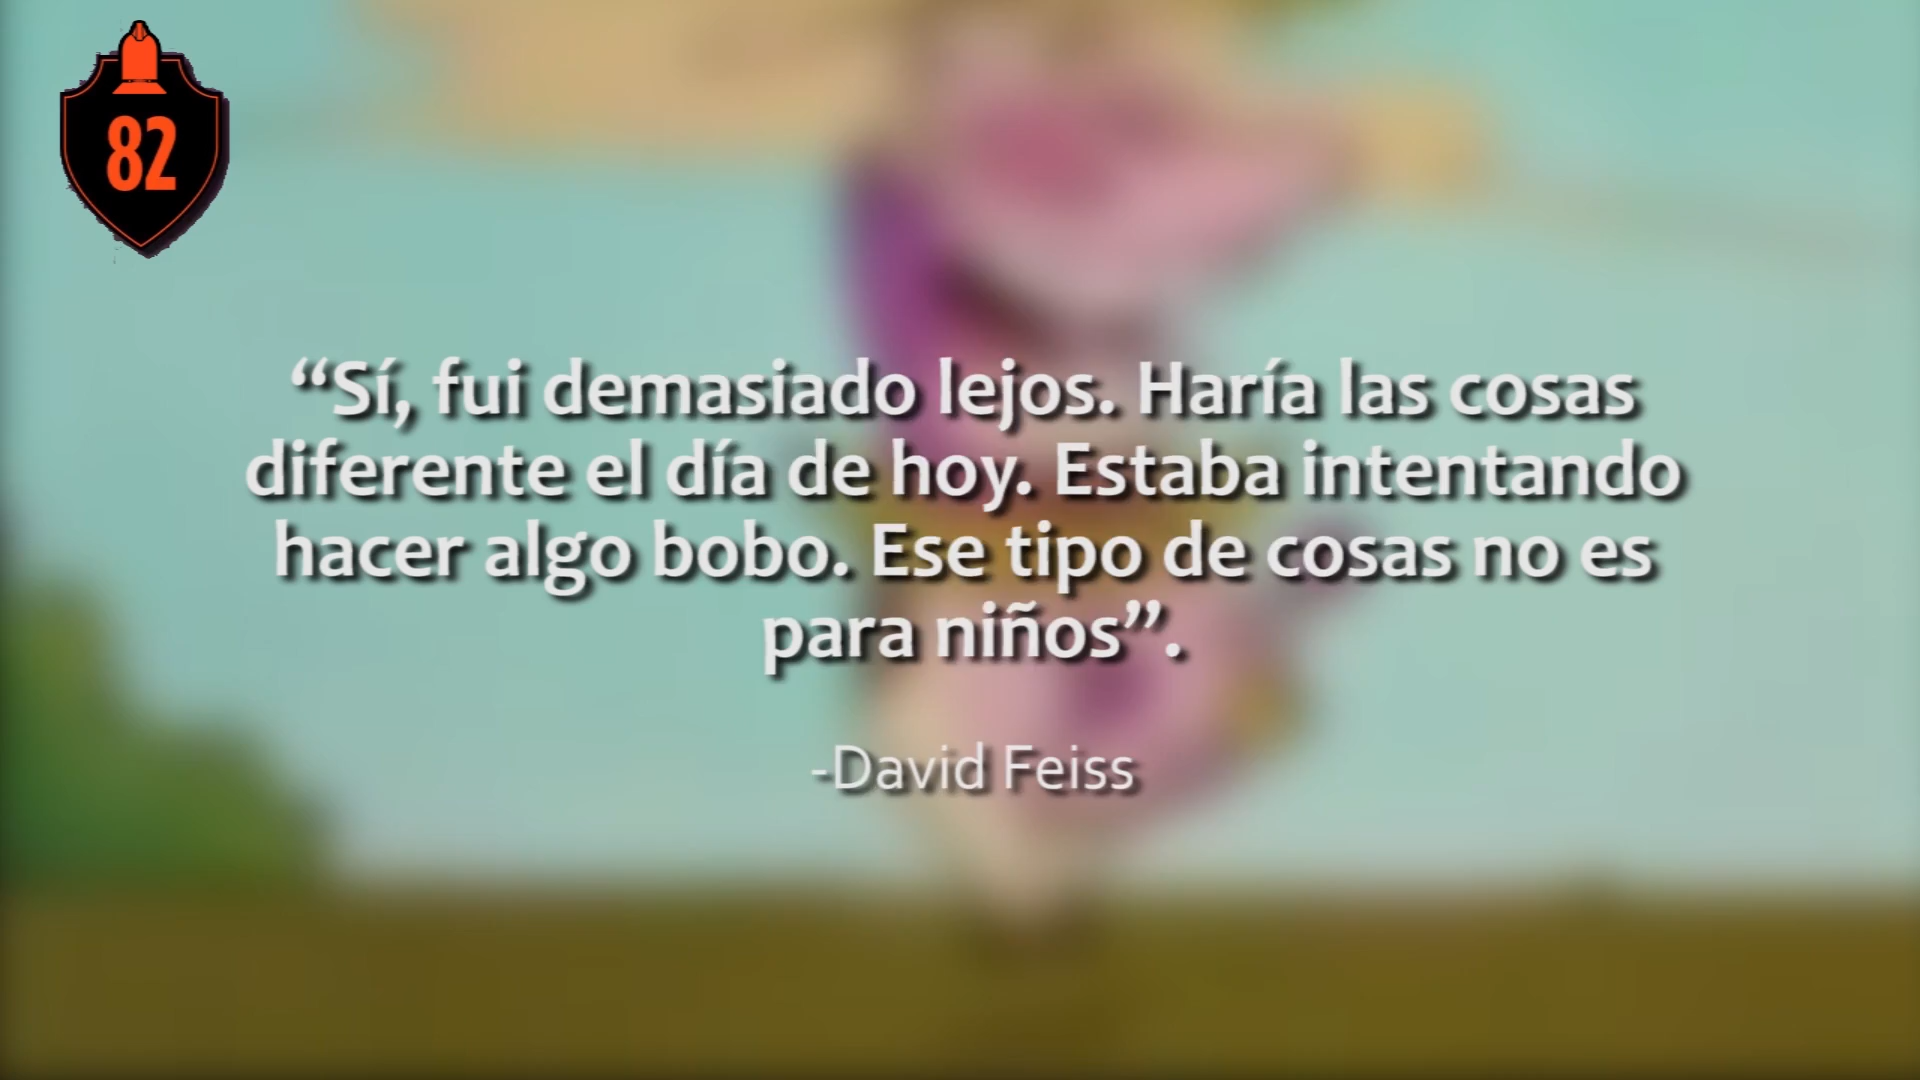 82
“Sí, fui demasiado lejos. Haría las cosas
diferente el día de hoy. Estaba intentando
hacer algo bobo. Ese tipo de cosas no es
para niños”.
-David Feiss